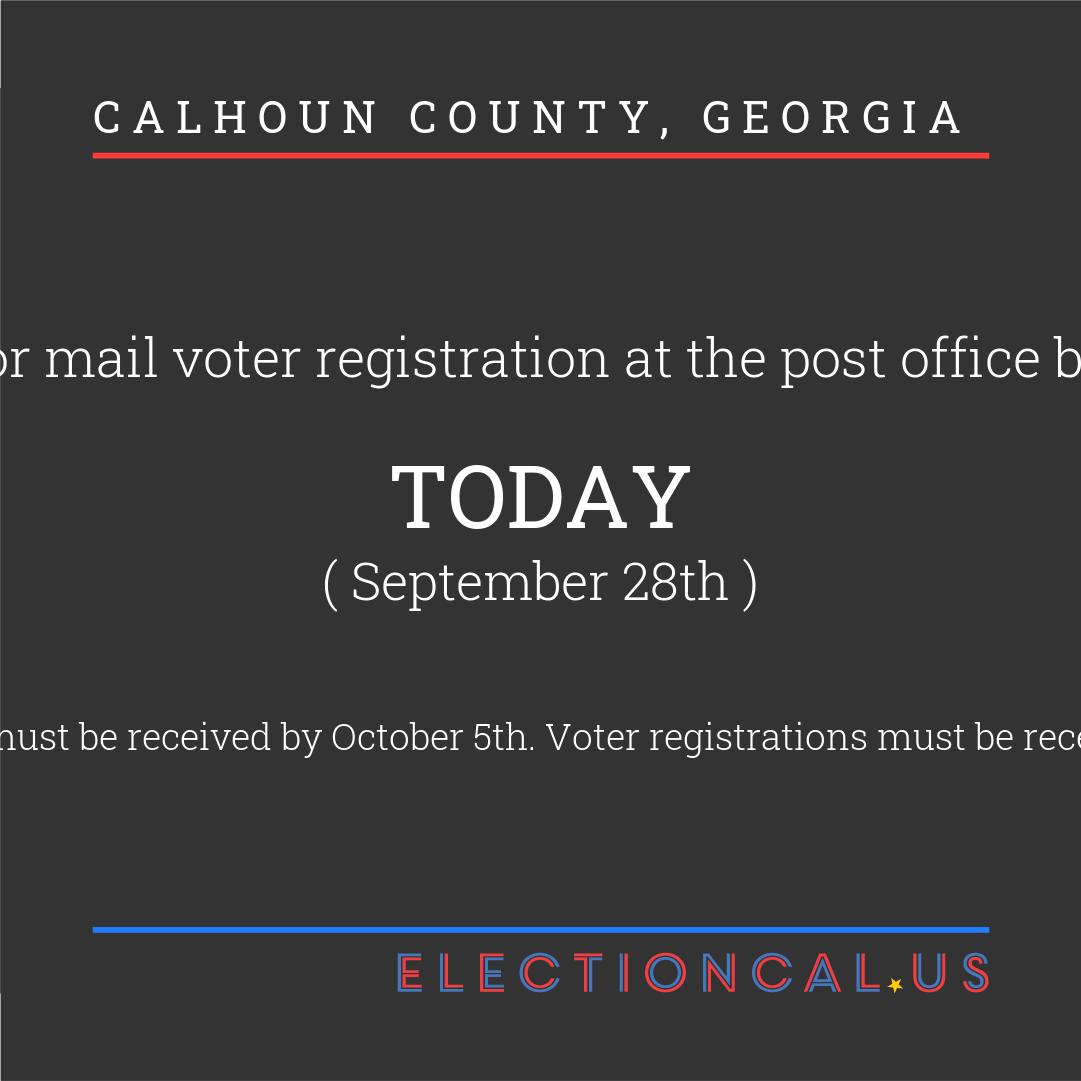 CALHOUN COUNTY, GEORGIA
or mail voter registration at the post office b
TODAY
( September 28th )
must be received by October 5th. Voter registrations must be rece
ELECTIONCAL.US